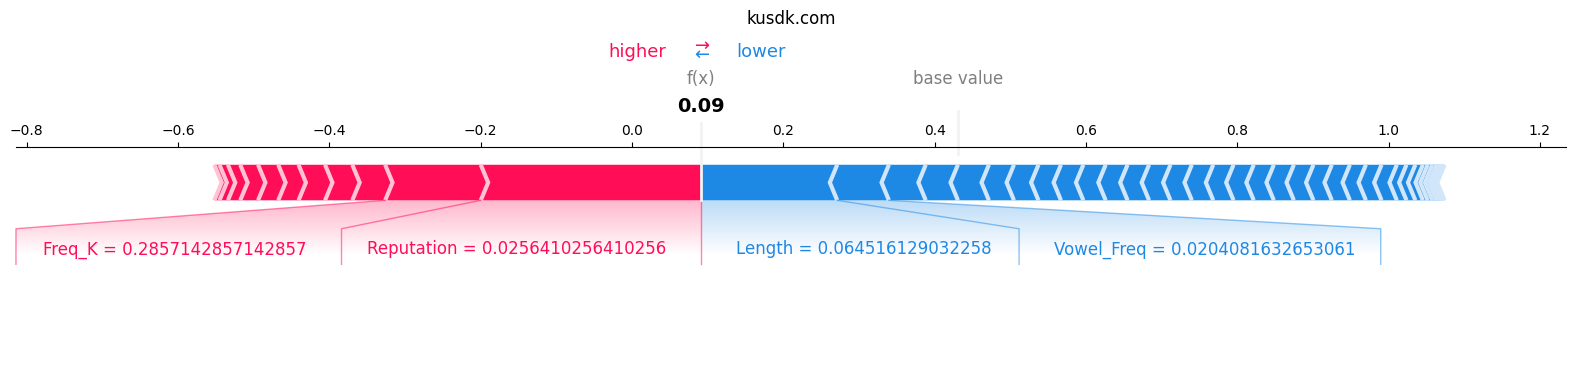 kusdk.com
higher → ← lower
f(x) base value
0.09
−0.8 −0.6 −0.4 −0.2 0.0 0.2 0.4 0.6 0.8 1.0 1.2
Freq_K = 0.2857142857142857 Reputation = 0.0256410256410256 Length = 0.064516129032258 Vowel_Freq = 0.0204081632653061